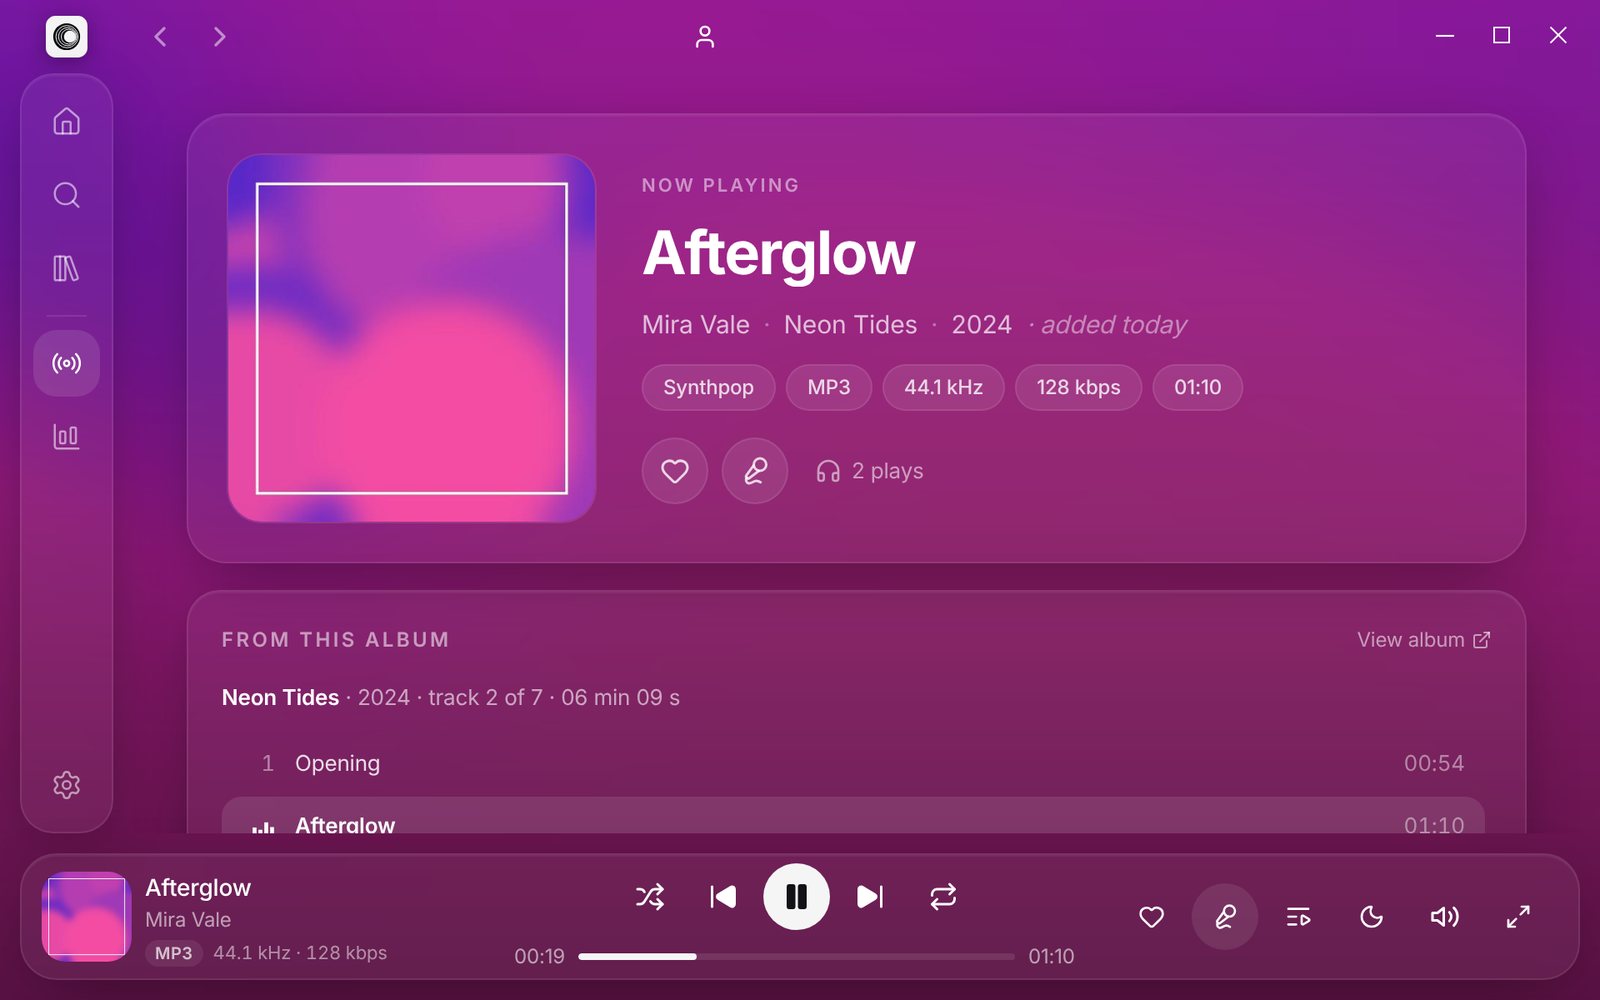 NOW PLAYING
Afterglow
Mira Vale · Neon Tides · 2024 · added today
Synthpop MP3 44.1 kHz 128 kbps 01:10
2 plays
FROM THIS ALBUM View album
Neon Tides · 2024 · track 2 of 7 · 06 min 09 s
1 Opening 00:54
Afterglow 01:10
Afterglow
Mira Vale
MP3 44.1 kHz · 128 kbps
00:19 01:10